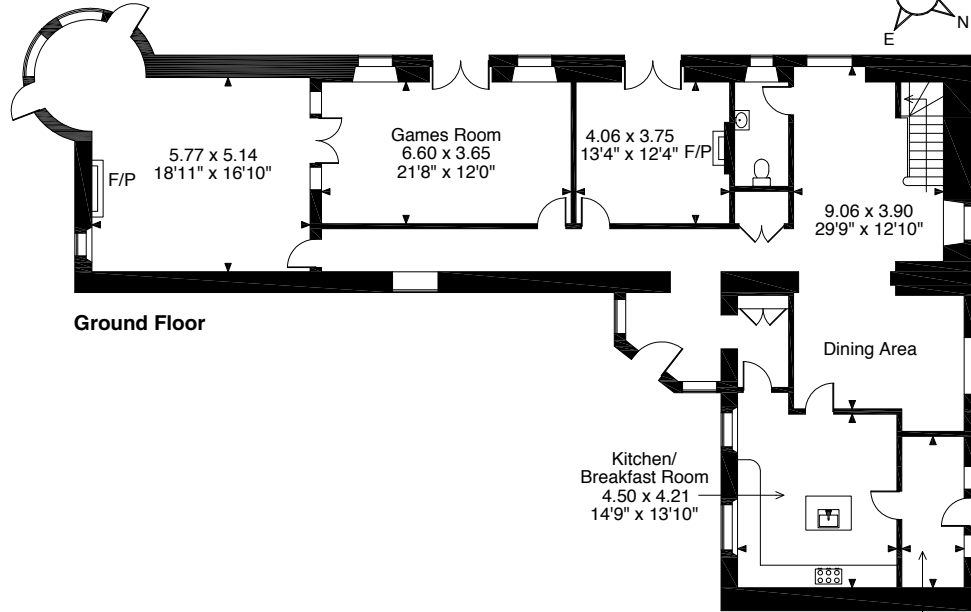 N
E
5.77 x 5.14
18'11" x 16'10"
F/P
Games Room
6.60 x 3.65
21'8" x 12'0"
4.06 x 3.75
13'4" x 12'4"
F/P
9.06 x 3.90
29'9" x 12'10"
Ground Floor
Dining Area
Kitchen/
Breakfast Room
4.50 x 4.21
14'9" x 13'10"